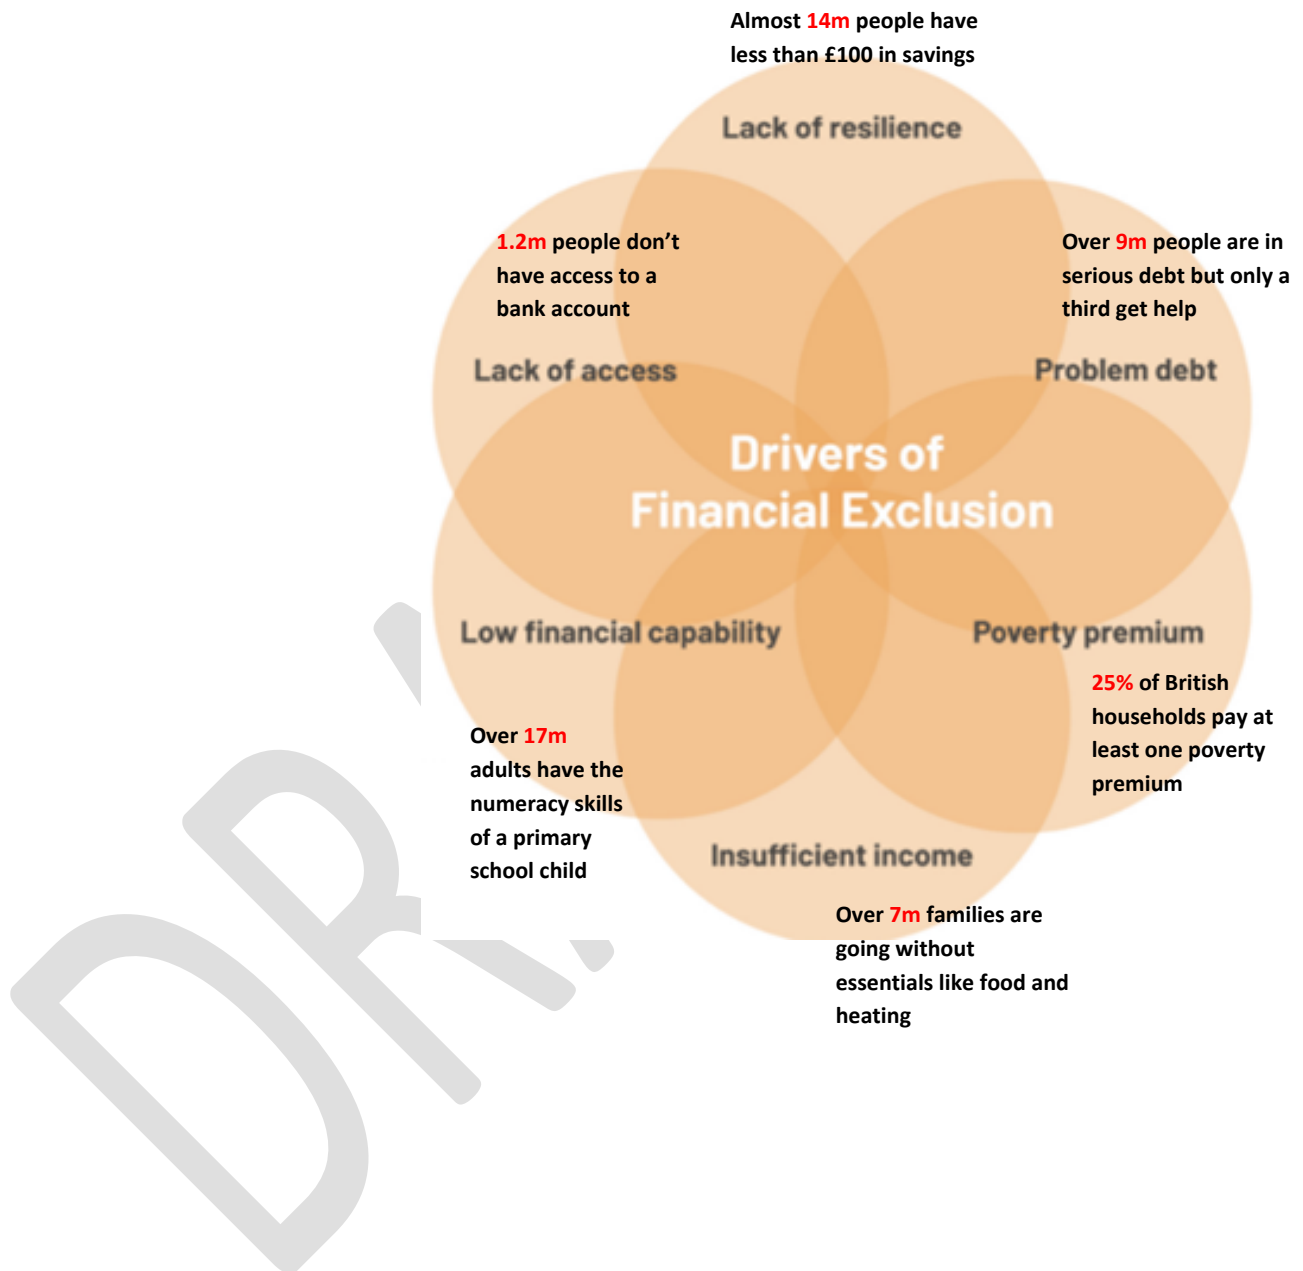 Almost 14m people have
less than £100 in savings
Lack of resilience
1.2m people don’t
have access to a
bank account
Lack of access
Over 9m people are in
serious debt but only a
third get help
Problem debt
Drivers of
Financial Exclusion
Low financial capability
Over 17m
adults have the
numeracy skills
of a primary
school child
Poverty premium
25% of British
households pay at
least one poverty
premium
Insufficient income
Over 7m families are
going without
essentials like food and
heating